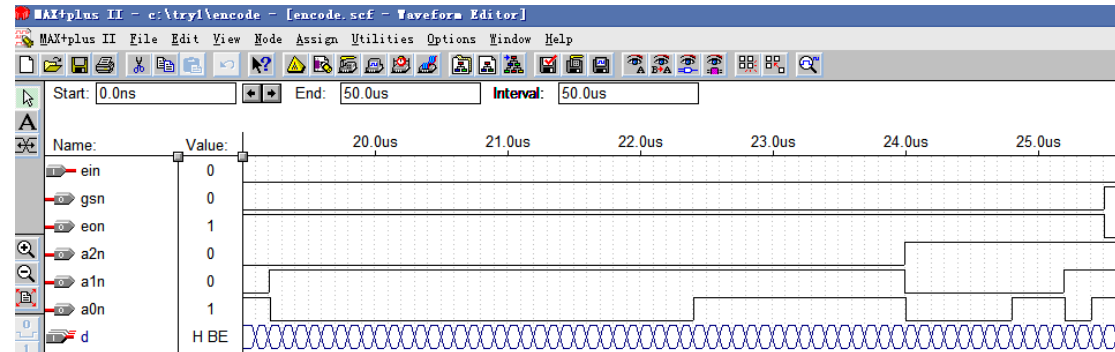 MAX+plus II - c:\try1\encode - [encode.scf - Waveform Editor]
MAX+plus II File Edit View Node Assign Utilities Options Window Help
Start: 0.0ns End: 50.0us Interval: 50.0us
Name: Value: 20.0us 21.0us 22.0us 23.0us 24.0us 25.0us
ein 0
gsn 0
eon 1
a2n 0
a1n 0
a0n 1
d H BE